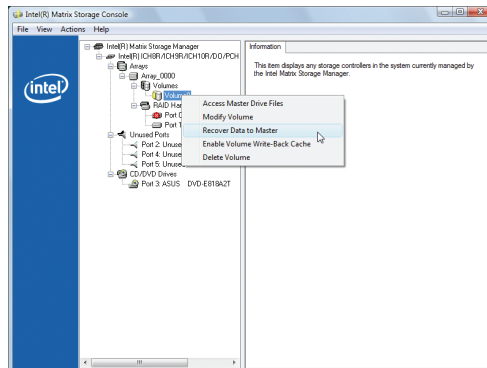 Intel(R) Matrix Storage Console
File View Actions Help
Intel(R) Matrix Storage Manager
Intel(R) ICH8R/ICH9R/ICH10R/DO/PCH
Arrays
Array_0000
Volumes
RAID Har
Port
Port
Unused Ports
Port 2: Unuse
Port 4: Unuse
Port 5: Unuse
CD/DVD Drives
Port 3: ASUS DVD-E818A2T
Access Master Drive Files
Modify Volume
Recover Data to Master
Enable Volume Write-Back Cache
Delete Volume
Information
This item displays any storage controllers in the system currently managed by
the Intel Matrix Storage Manager.
intel